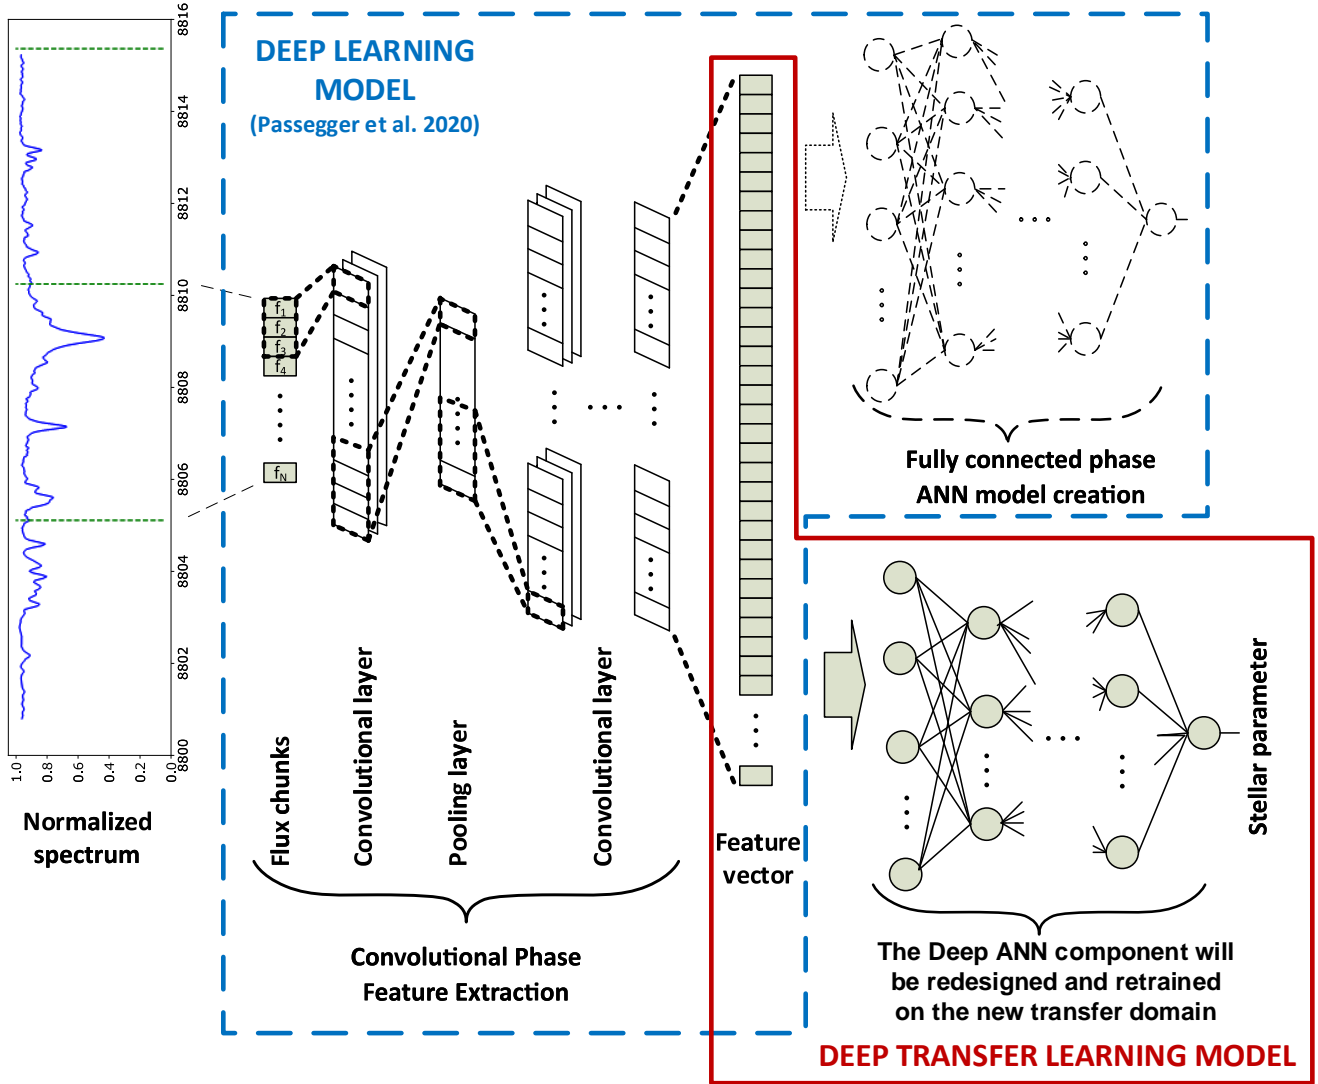 8816
8814
8812
8810
8808
8806
8804
8802
8800
1.0
0.8
0.6
0.4
0.2
0.0
Normalized
spectrum
DEEP LEARNING
MODEL
(Passegger et al. 2020)
f1
f2
f3
f4
fN
Flux chunks
Convolutional layer
Pooling layer
Convolutional layer
Convolutional Phase
Feature Extraction
Feature
vector
Fully connected phase
ANN model creation
Stellar parameter
The Deep ANN component will
be redesigned and retrained
on the new transfer domain
DEEP TRANSFER LEARNING MODEL